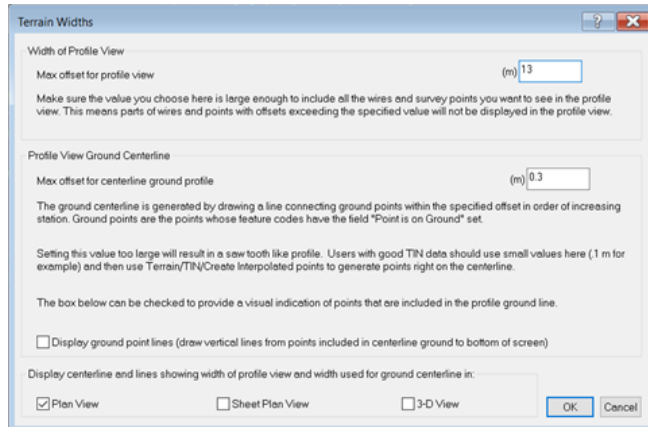 Terrain Widths
Width of Profile View
Max offset for profile view (m) 13
Make sure the value you choose here is large enough to include all the wires and survey points you want to see in the profile
view. This means parts of wires and points with offsets exceeding the specified value will not be displayed in the profile view.
Profile View Ground Centerline
Max offset for centerline ground profile (m) 0.3
The ground centerline is generated by drawing a line connecting ground points within the specified offset in order of increasing
station. Ground points are the points whose feature codes have the field "Point is on Ground" set.
Setting this value too large will result in a saw tooth like profile. Users with good TIN data should use small values here (.1 m for
example) and then use Terrain/TIN/Create Interpolated points to generate points right on the centerline.
The box below can be checked to provide a visual indication of points that are included in the profile ground line.
Display ground point lines (draw vertical lines from points included in centerline ground to bottom of screen)
Display centerline and lines showing width of profile view and width used for ground centerline in:
Plan View Sheet Plan View 3-D View OK Cancel